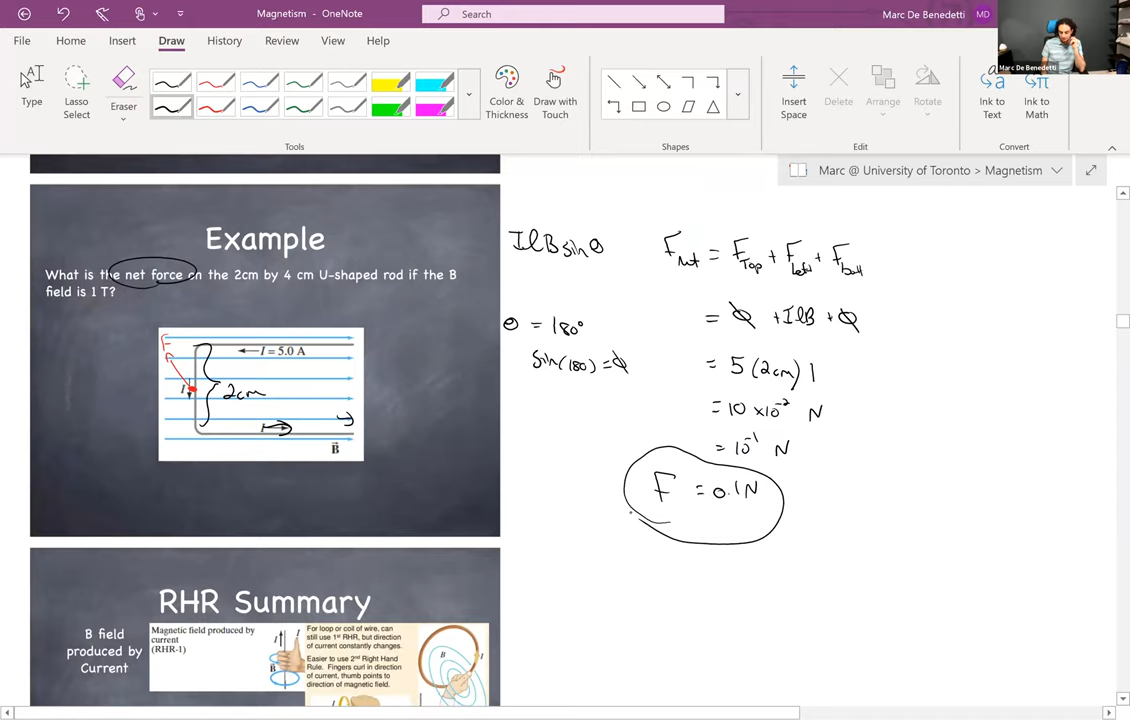 Magnetism - OneNote
Search
Marc De Benedetti MD
File Home Insert Draw History Review View Help
Marc De Benedetti
Type
Lasso Select
Eraser
Color & Thickness
Draw with Touch
Insert Space
Delete
Arrange
Rotate
Ink to Text
Ink to Math
Tools
Shapes
Edit
Convert
Marc @ University of Toronto > Magnetism
Example
What is the net force on the 2cm by 4 cm U-shaped rod if the B
field is 1 T?
F
I = 5.0 A
I
2cm
I
B
IlB sin θ
θ = 180°
sin(180) = 0
Fnet = FTop + Fleft + Fbott
= 0 + IlB + 0
= 5 (2cm) 1
= 10 x10⁻² N
= 10⁻¹ N
F = 0.1N
RHR Summary
B field
produced by
Current
Magnetic field produced by
current
(RHR-1)
I
I
B
For loop or coil of wire, can
still use 1st RHR, but direction
of current constantly changes.
Easier to use 2nd Right Hand
Rule. Fingers curl in direction
of current, thumb points to
direction of magnetic field.
B
I
I